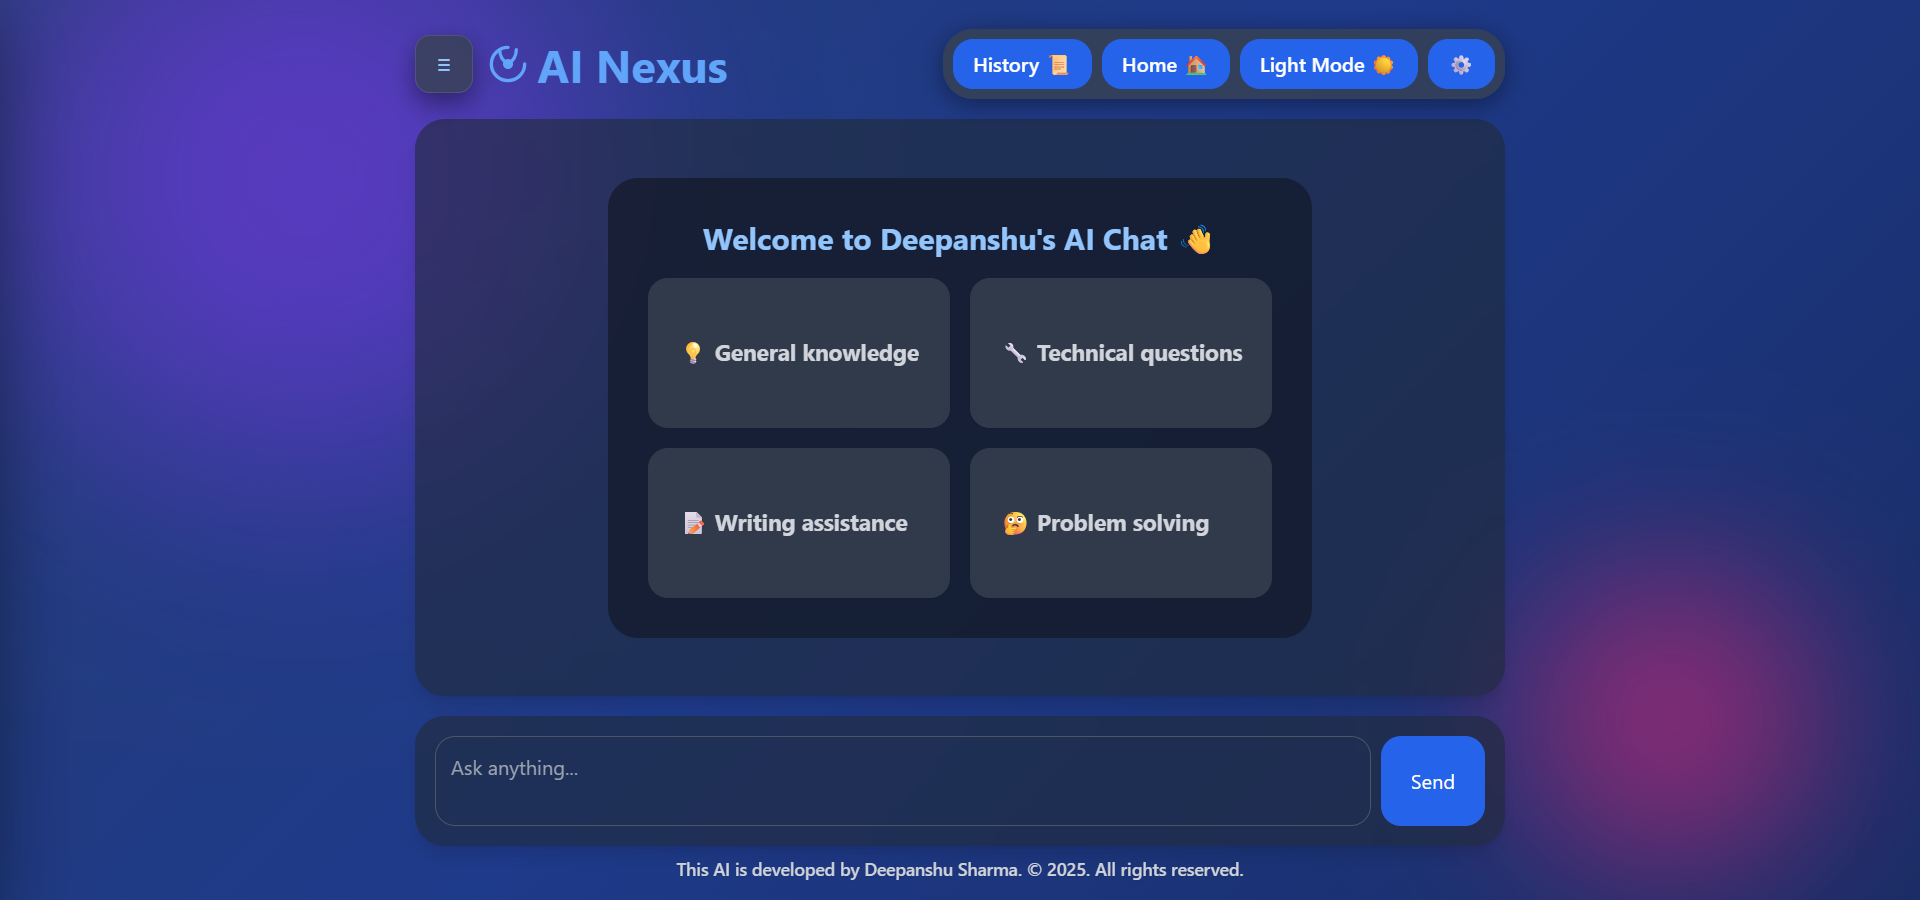 ☰
AI Nexus
History 📜
Home 🏠
Light Mode 🌞
⚙️
Welcome to Deepanshu's AI Chat 👋
💡 General knowledge
🔧 Technical questions
📝 Writing assistance
🤔 Problem solving
Ask anything...
Send
This AI is developed by Deepanshu Sharma. © 2025. All rights reserved.